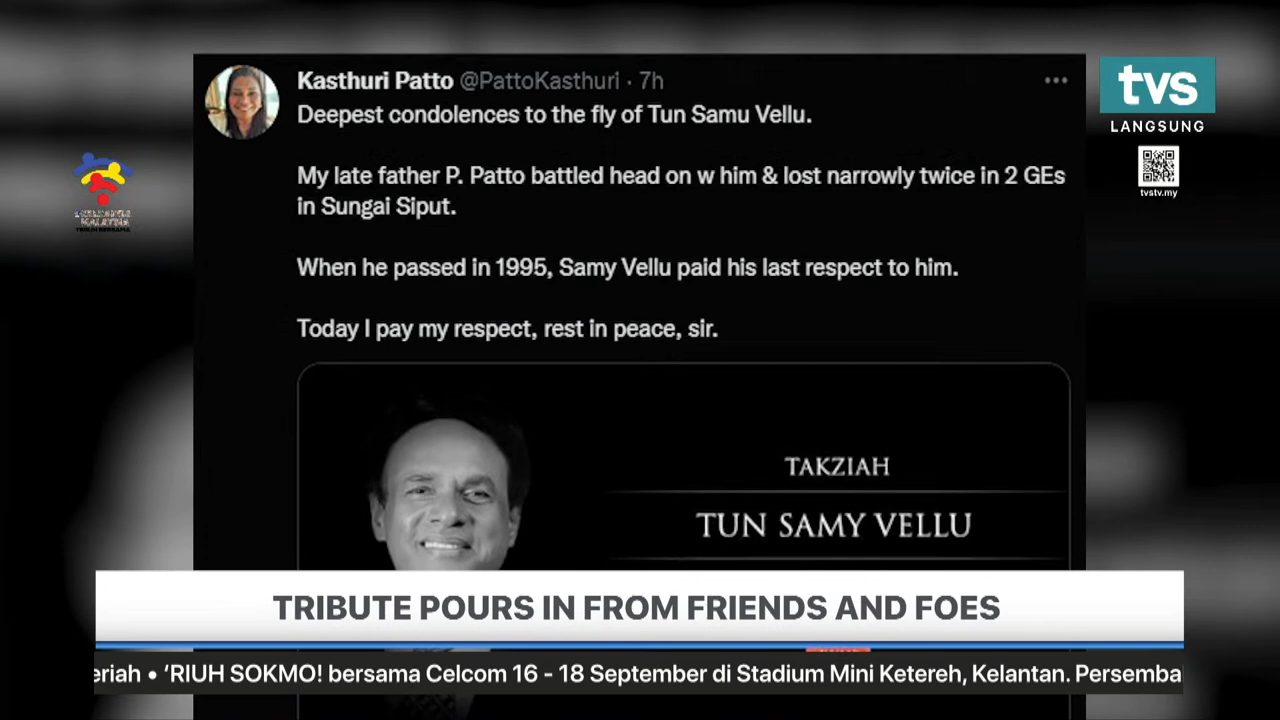 Kasthuri Patto @PattoKasthuri · 7h
Deepest condolences to the fly of Tun Samu Vellu.
My late father P. Patto battled head on w him & lost narrowly twice in 2 GEs
in Sungai Siput.
When he passed in 1995, Samy Vellu paid his last respect to him.
Today I pay my respect, rest in peace, sir.
TAKZIAH
TUN SAMY VELLU
tvs
LANGSUNG
tvstv.my
KELUARGA
MALAYSIA
TEGUH BERSAMA
TRIBUTE POURS IN FROM FRIENDS AND FOES
eriah • ‘RIUH SOKMO! bersama Celcom 16 - 18 September di Stadium Mini Ketereh, Kelantan. Persemba